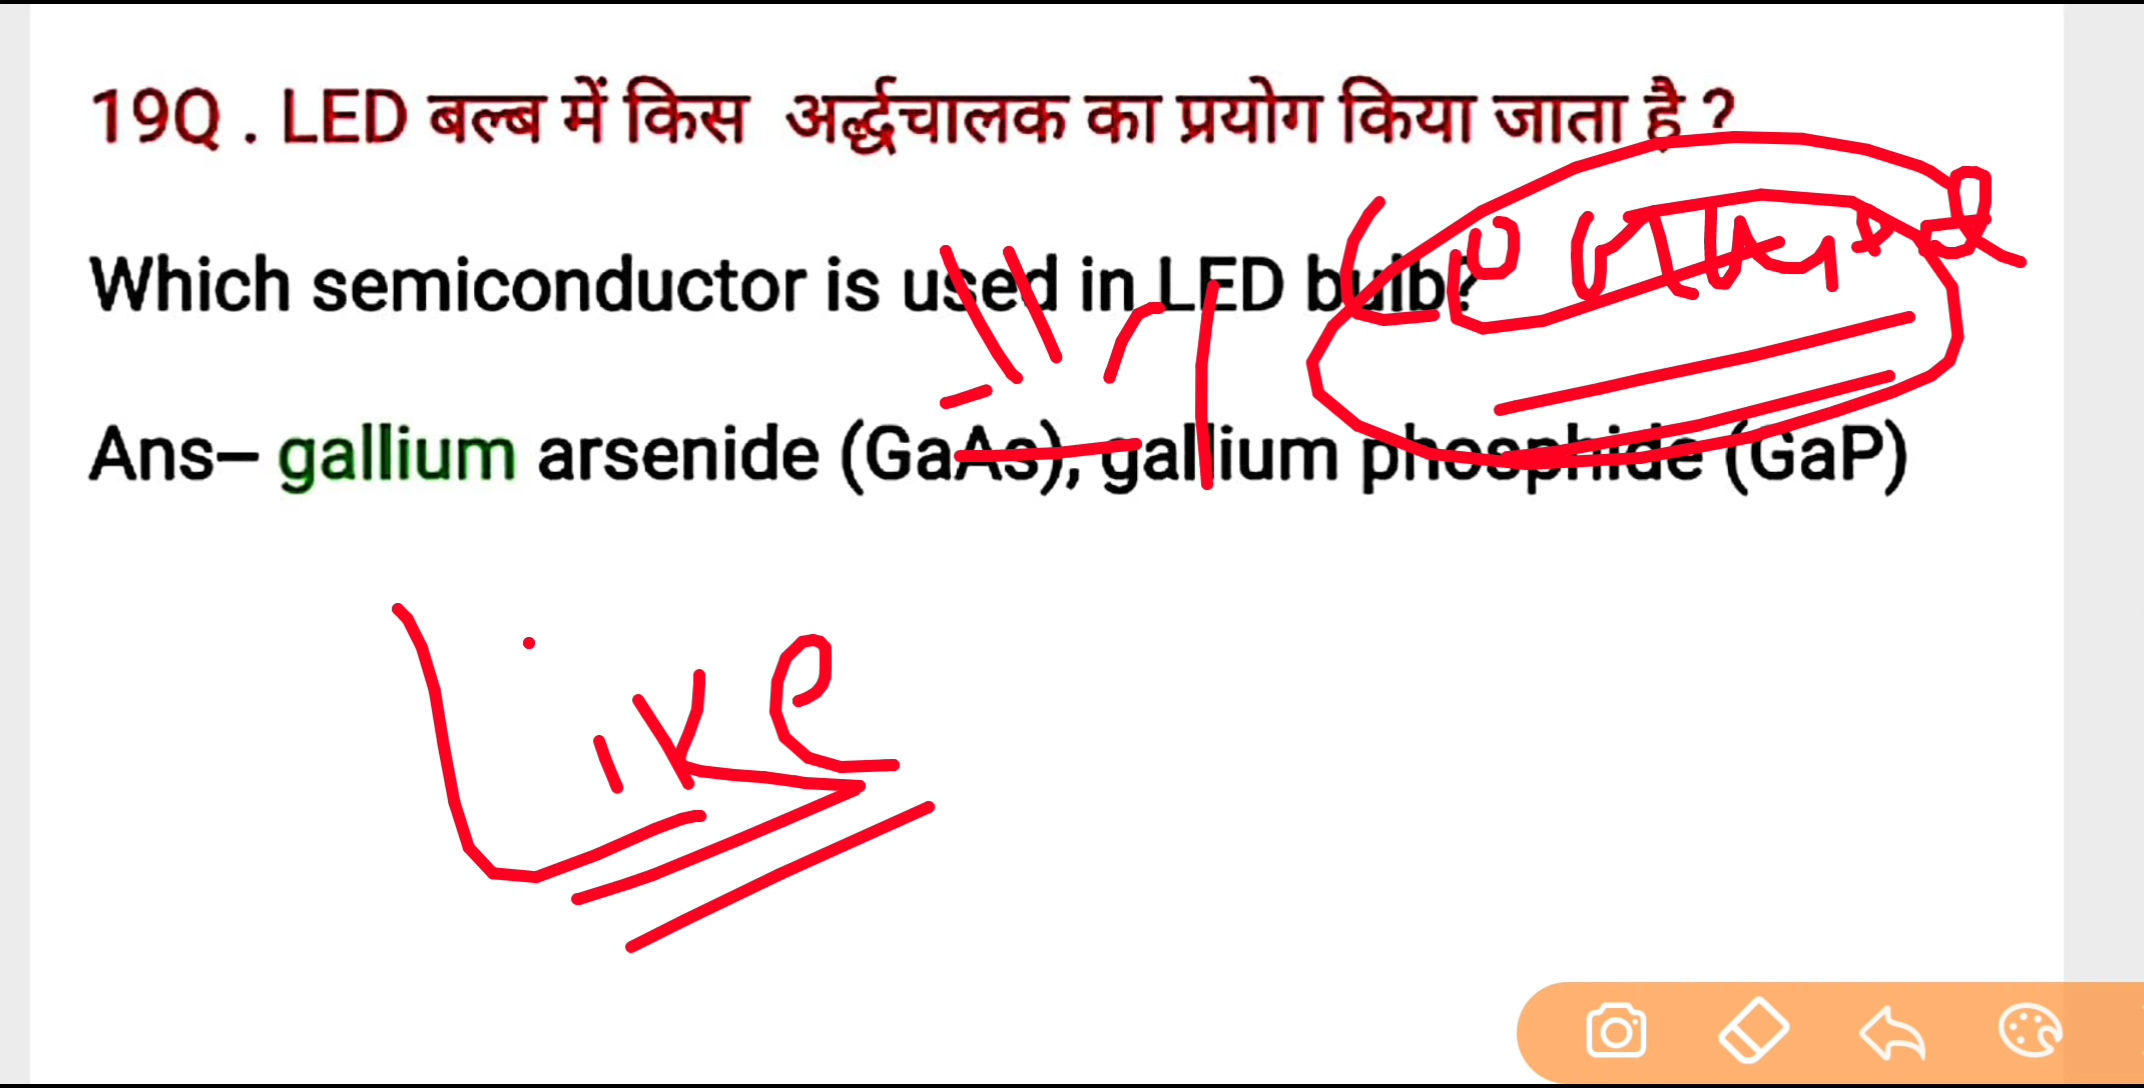 19Q . LED बल्ब में किस अर्द्धचालक का प्रयोग किया जाता है ?
Which semiconductor is used in LED bulb?
Ans– gallium arsenide (GaAs), gallium phosphide (GaP)
Like